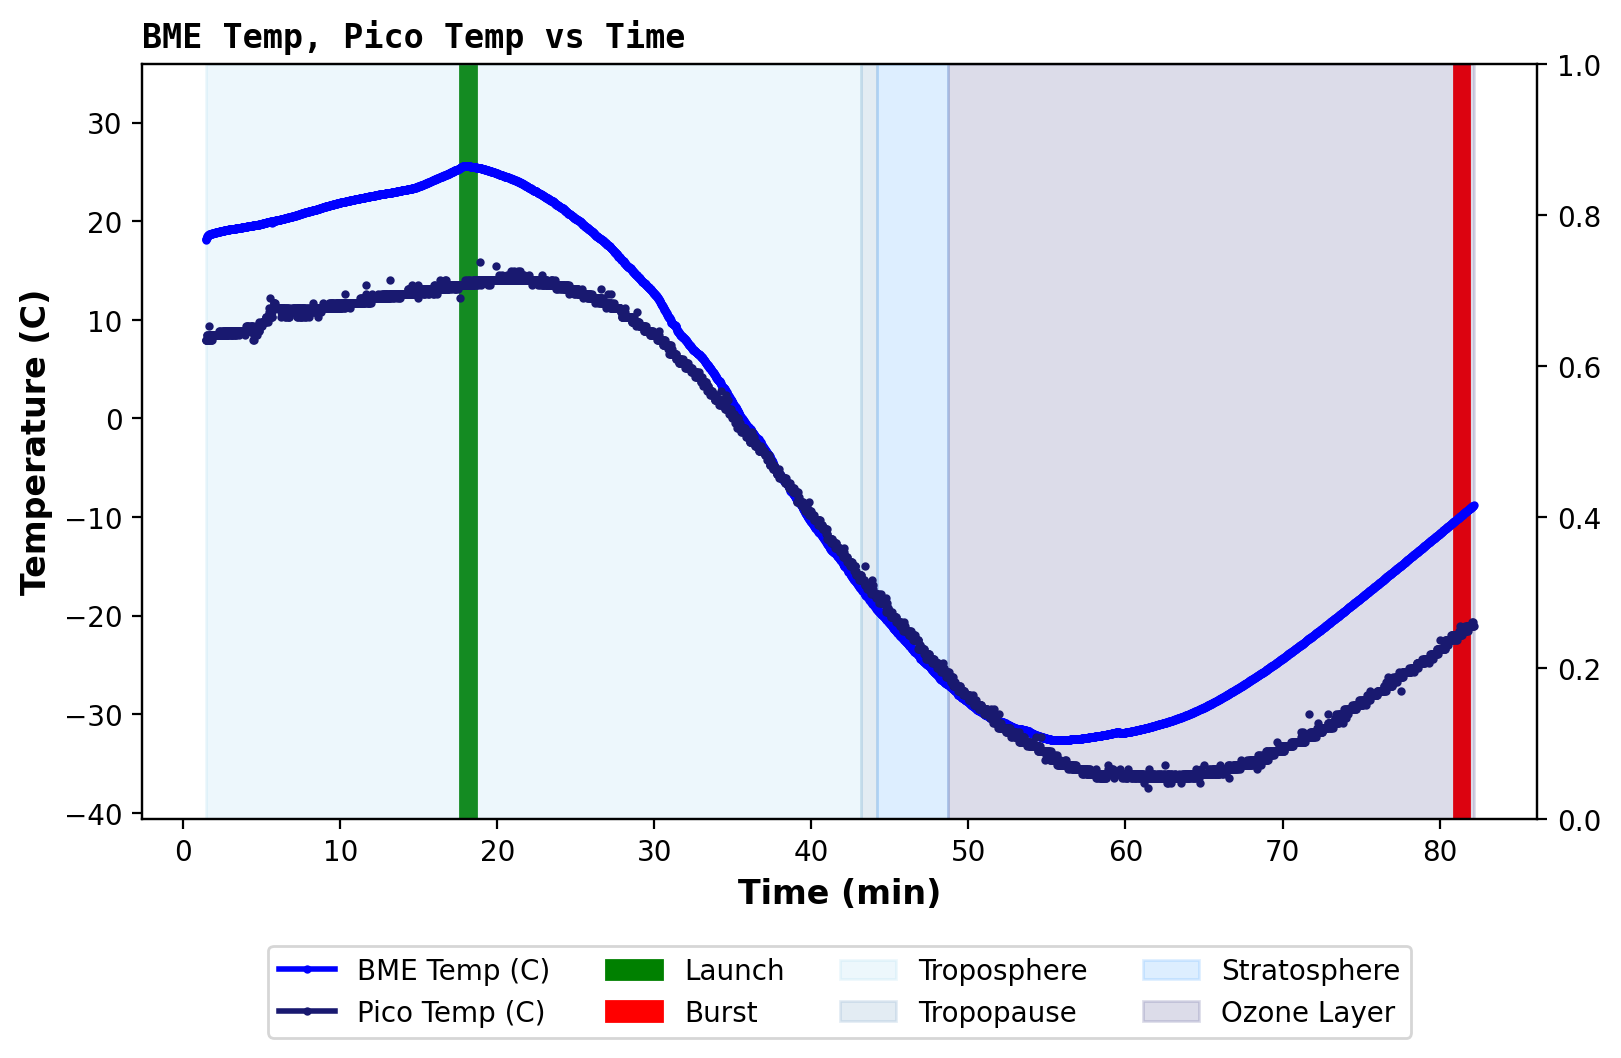 BME Temp, Pico Temp vs Time
Temperature (C)
30
20
10
0
−10
−20
−30
−40
1.0
0.8
0.6
0.4
0.2
0.0
0 10 20 30 40 50 60 70 80
Time (min)
BME Temp (C) Launch Troposphere Stratosphere
Pico Temp (C) Burst Tropopause Ozone Layer